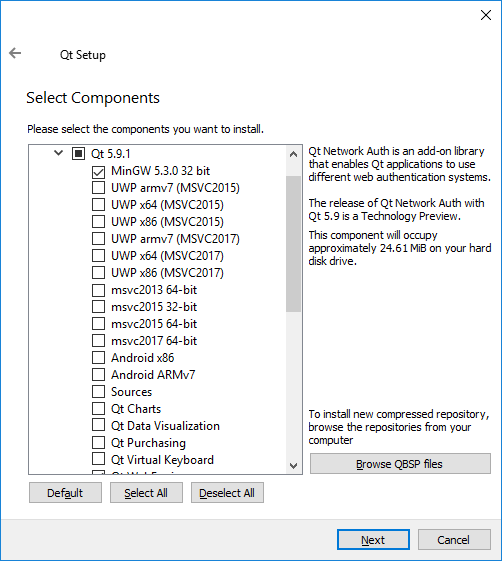 Qt Setup
Select Components
Please select the components you want to install.
Qt 5.9.1
MinGW 5.3.0 32 bit
UWP armv7 (MSVC2015)
UWP x64 (MSVC2015)
UWP x86 (MSVC2015)
UWP armv7 (MSVC2017)
UWP x64 (MSVC2017)
UWP x86 (MSVC2017)
msvc2013 64-bit
msvc2015 32-bit
msvc2015 64-bit
msvc2017 64-bit
Android x86
Android ARMv7
Sources
Qt Charts
Qt Data Visualization
Qt Purchasing
Qt Virtual Keyboard
Qt Network Auth is an add-on library
that enables Qt applications to use
different web authentication systems.
The release of Qt Network Auth with
Qt 5.9 is a Technology Preview.
This component will occupy
approximately 24.61 MiB on your hard
disk drive.
To install new compressed repository,
browse the repositories from your
computer
Browse QBSP files
Default
Select All
Deselect All
Next
Cancel